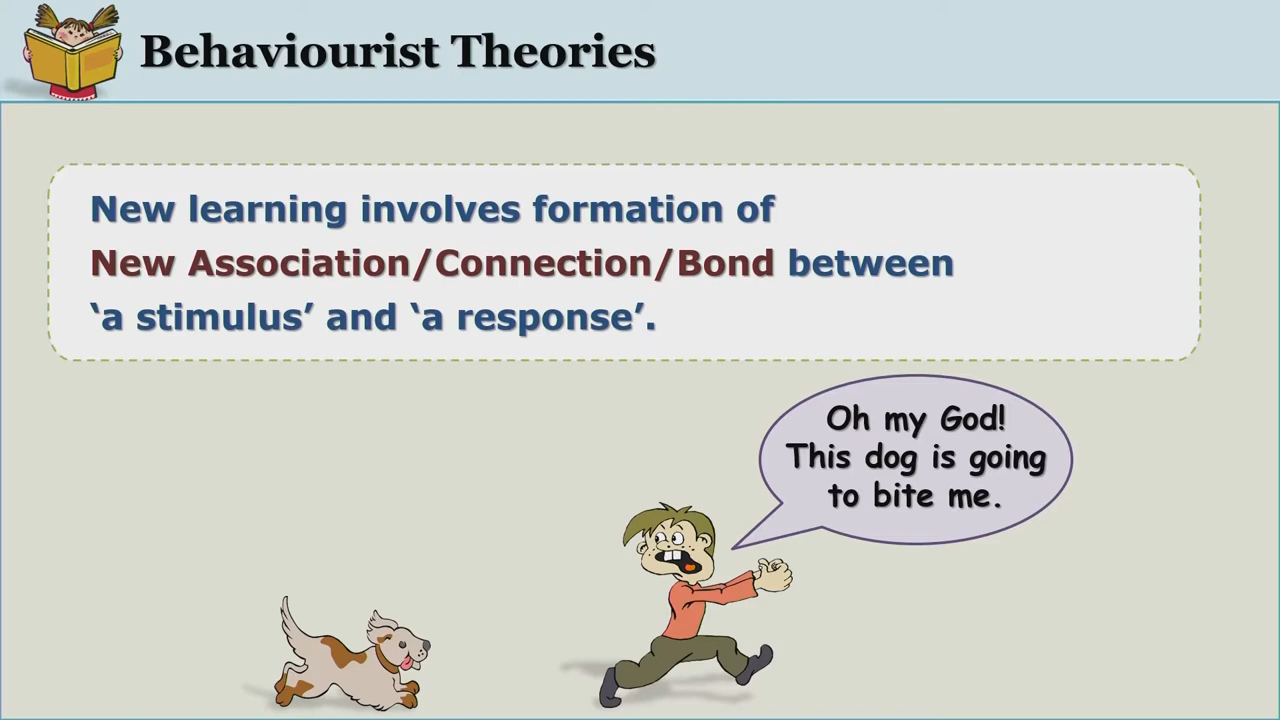 Behaviourist Theories
New learning involves formation of
New Association/Connection/Bond between
‘a stimulus’ and ‘a response’.
Oh my God!
This dog is going
to bite me.